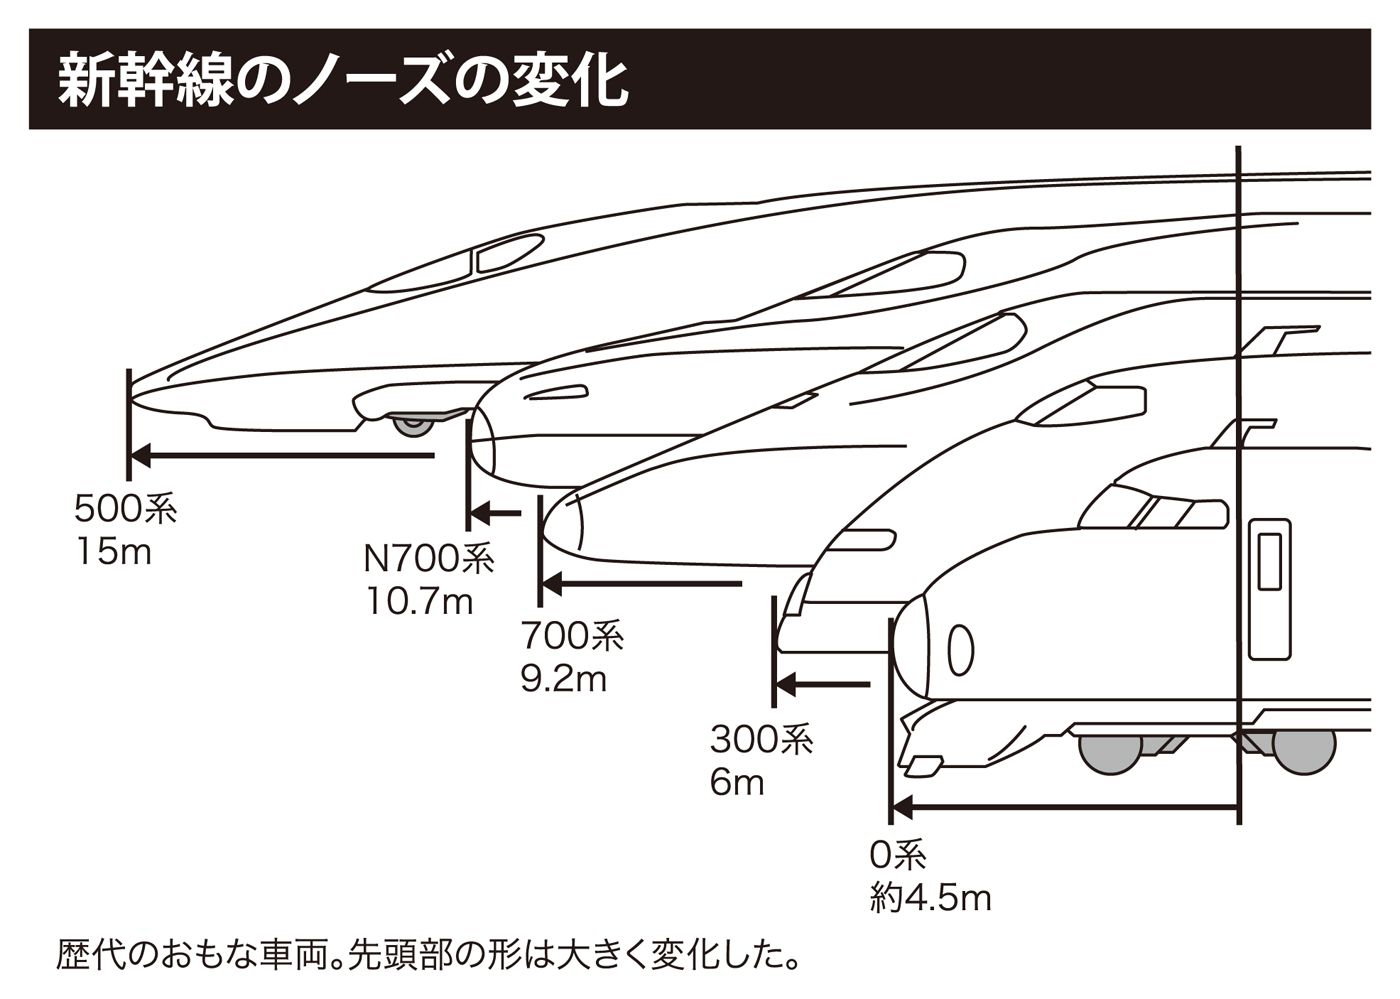 新幹線のノーズの変化
500系
15m
N700系
10.7m
700系
9.2m
300系
6m
0系
約4.5m
歴代のおもな車両。先頭部の形は大きく変化した。